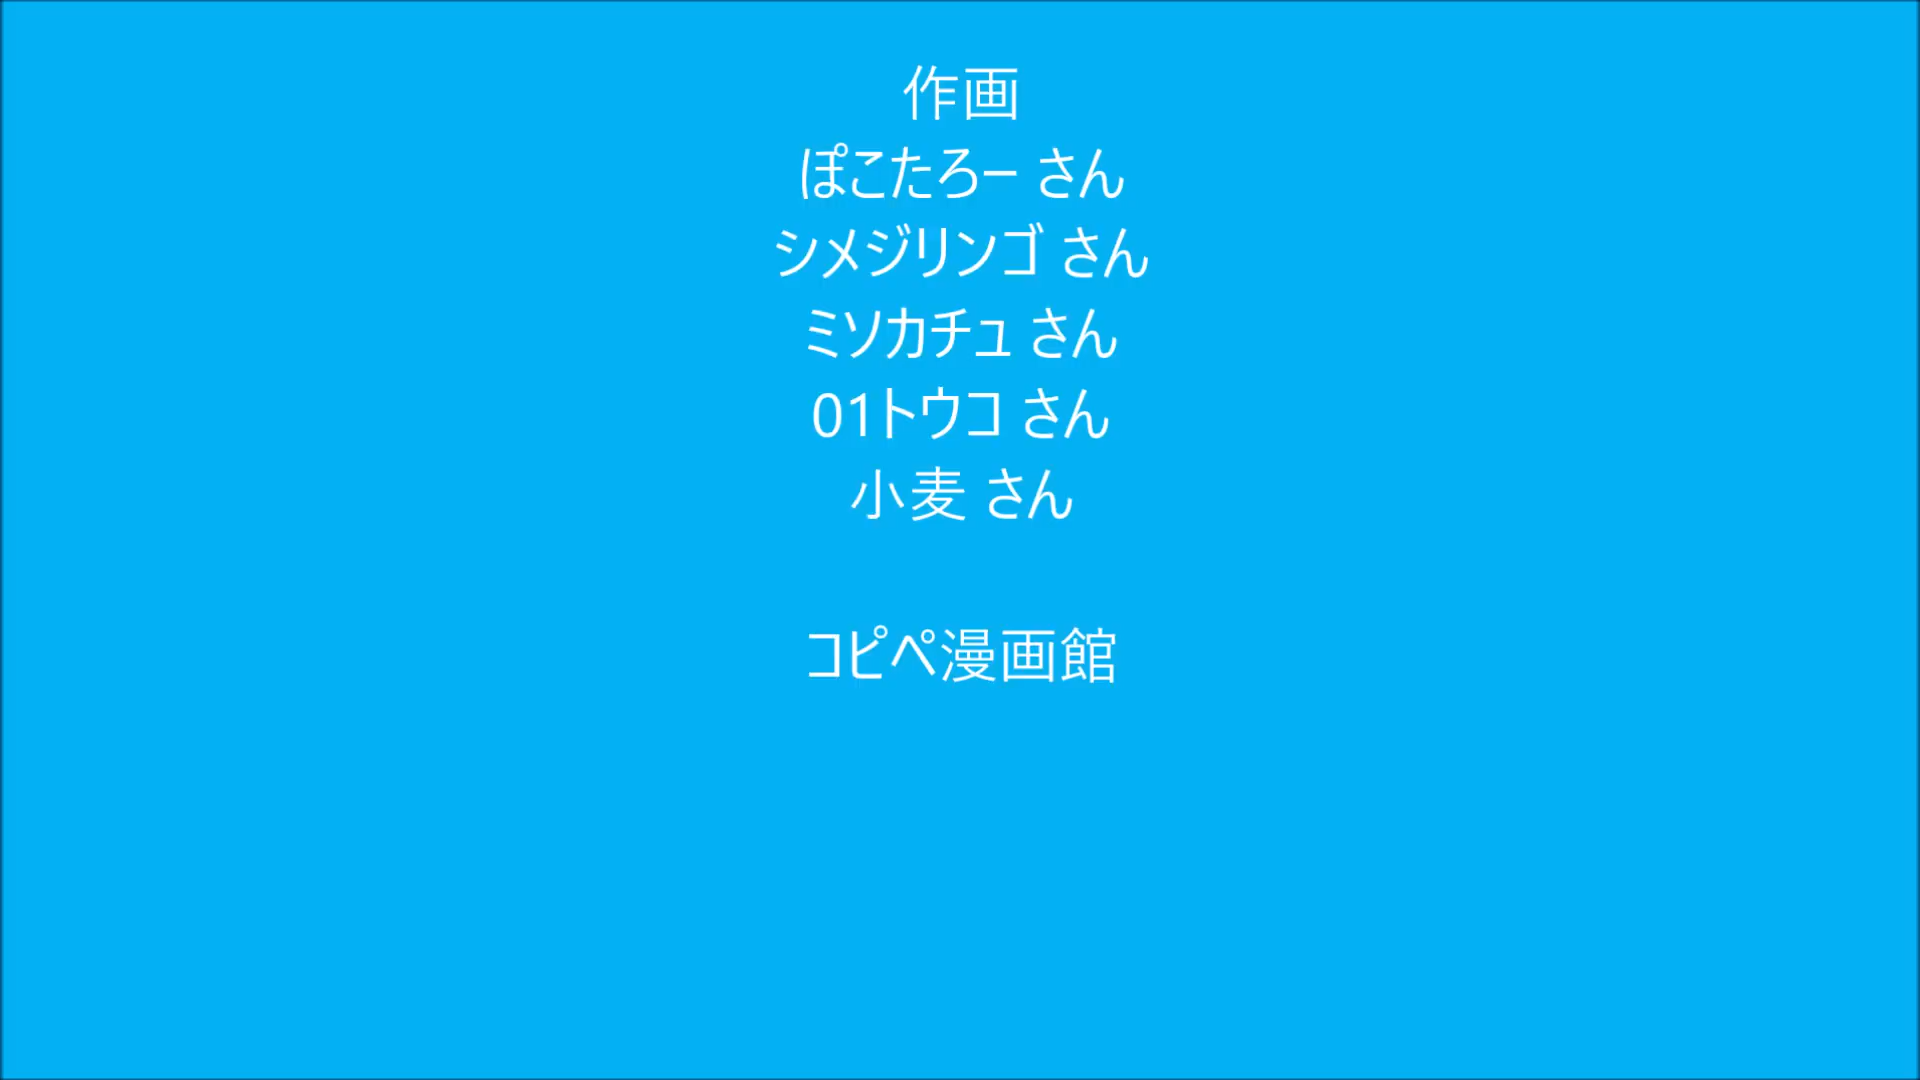 作画
ぽこたろー さん
シメジリンゴ さん
ミソカチュ さん
01トウコ さん
小麦 さん
コピペ漫画館